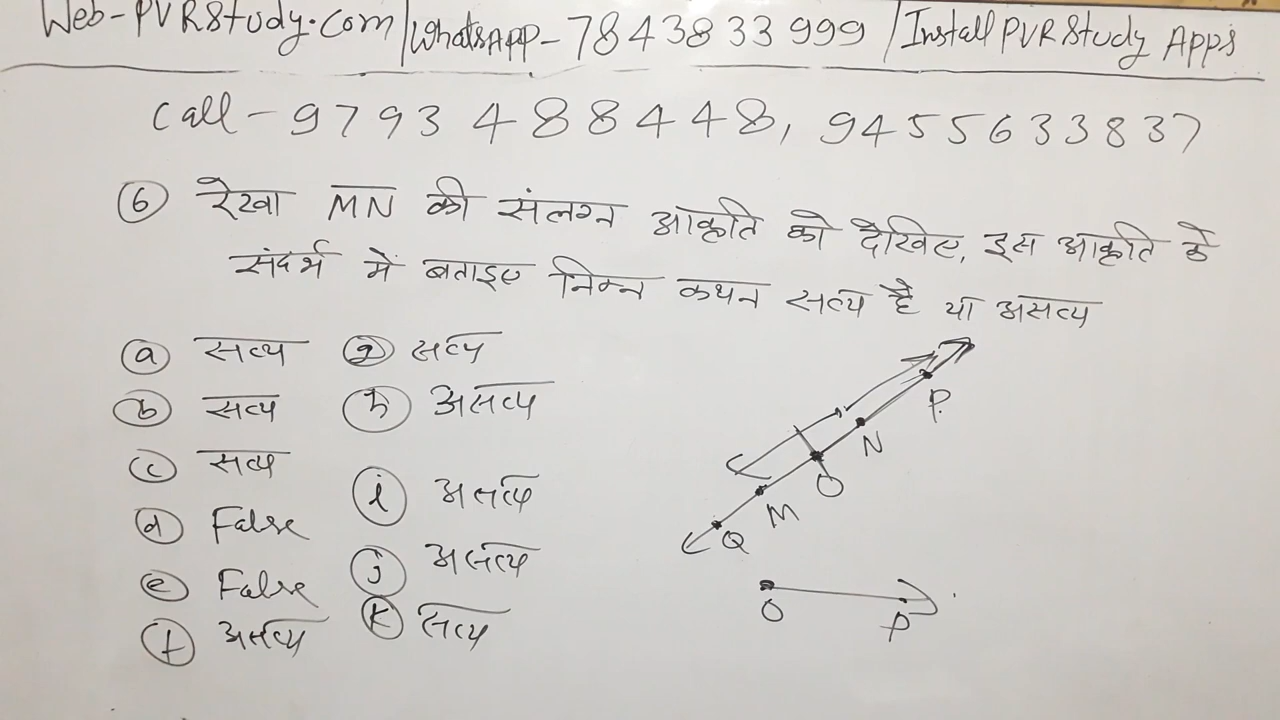 Web-PVRStudy.com/WhatsApp-7843833999/Install PVR Study Apps
Call-9793488448, 9455633837
⑥ रेखा MN की संलग्न आकृति को देखिए, इस आकृति के
संदर्भ में बताइए निम्न कथन सत्य है या असत्य
ⓐ सत्य ⓖ सत्य
ⓑ सत्य ⓗ असत्य
ⓒ सत्य ⓘ असत्य
ⓓ False ⓙ असत्य
ⓔ False ⓚ सत्य
ⓕ असत्य
P
N
O
M
Q
O P